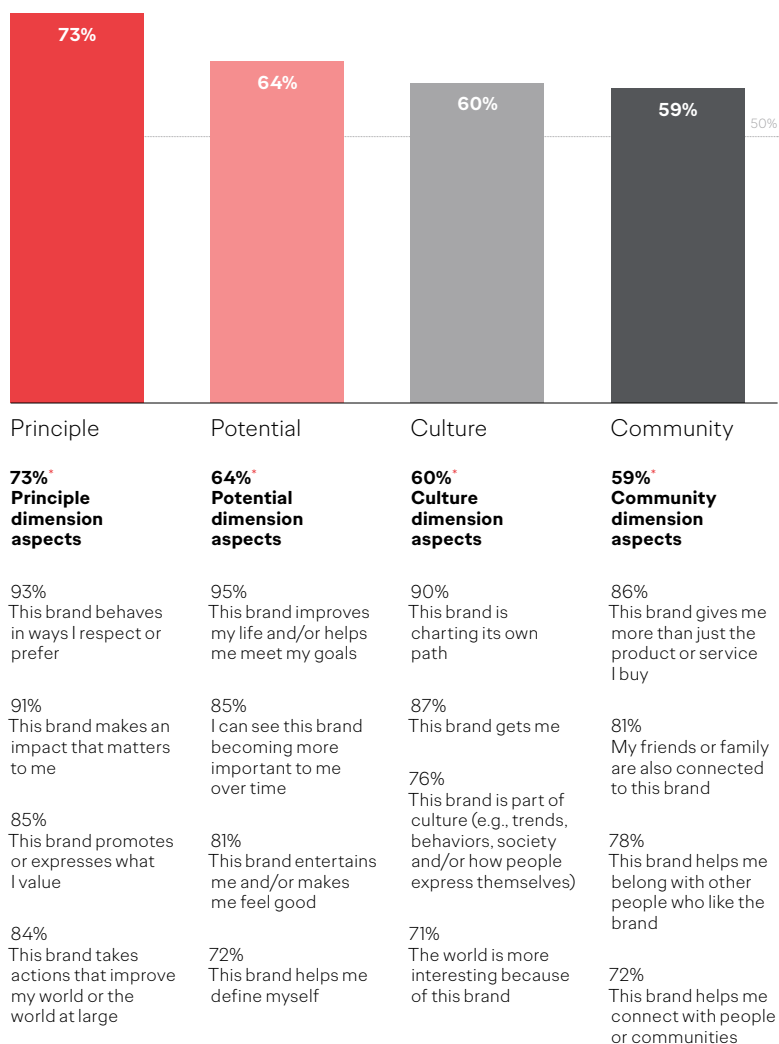 73%
64%
60%
59%
50%
Principle
Potential
Culture
Community
73%*
Principle
dimension
aspects
93%
This brand behaves
in ways I respect or
prefer
91%
This brand makes an
impact that matters
to me
85%
This brand promotes
or expresses what
I value
84%
This brand takes
actions that improve
my world or the
world at large
64%*
Potential
dimension
aspects
95%
This brand improves
my life and/or helps
me meet my goals
85%
I can see this brand
becoming more
important to me
over time
81%
This brand entertains
me and/or makes
me feel good
72%
This brand helps me
define myself
60%*
Culture
dimension
aspects
90%
This brand is
charting its own
path
87%
This brand gets me
76%
This brand is part of
culture (e.g., trends,
behaviors, society
and/or how people
express themselves)
71%
The world is more
interesting because
of this brand
59%*
Community
dimension
aspects
86%
This brand gives me
more than just the
product or service
I buy
81%
My friends or family
are also connected
to this brand
78%
This brand helps me
belong with other
people who like the
brand
72%
This brand helps me
connect with people
or communities